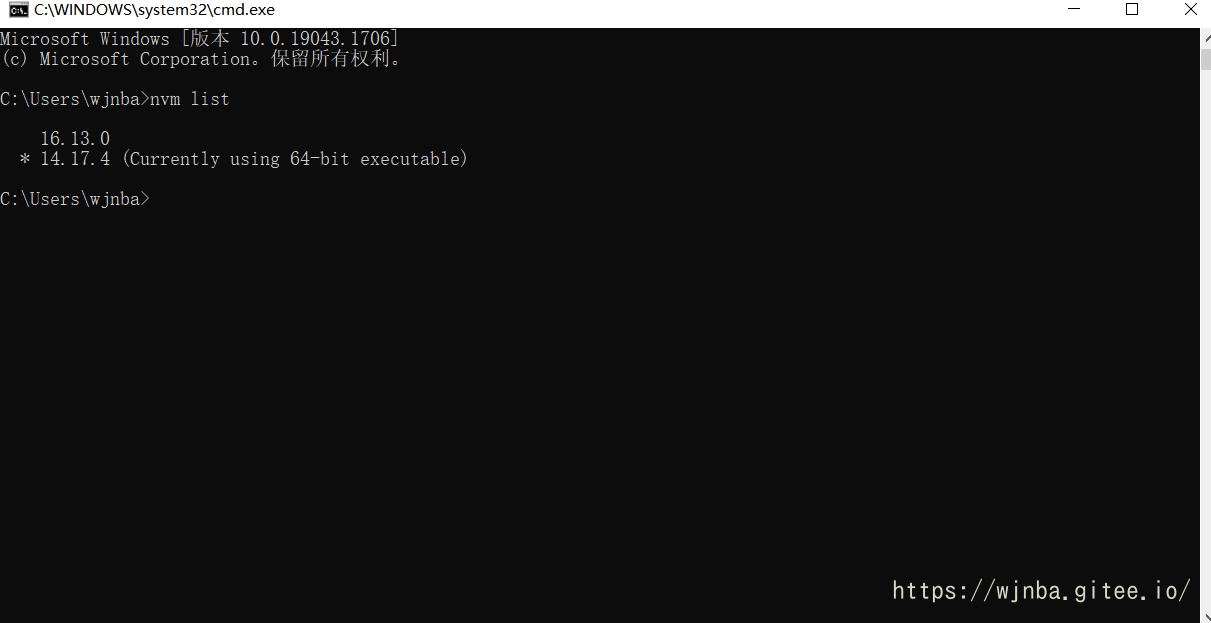 C:\WINDOWS\system32\cmd.exe
Microsoft Windows [版本 10.0.19043.1706]
(c) Microsoft Corporation。保留所有权利。
C:\Users\wjnba>nvm list
16.13.0
* 14.17.4 (Currently using 64-bit executable)
C:\Users\wjnba>
https://wjnba.gitee.io/